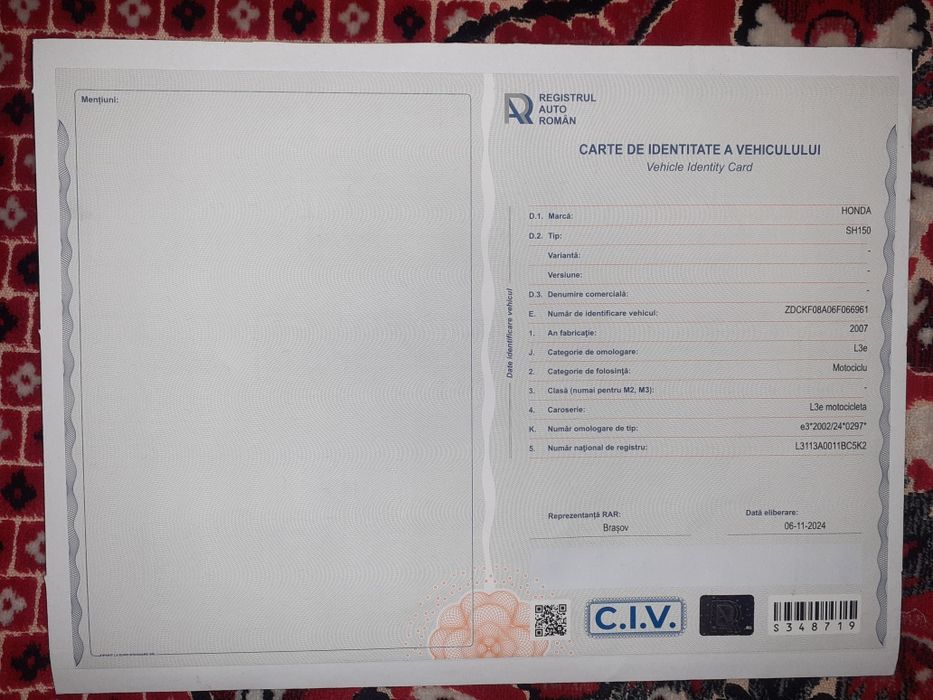 Mențiuni:
REGISTRUL
AUTO
ROMÂN
CARTE DE IDENTITATE A VEHICULULUI
Vehicle Identity Card
Date identificare vehicul
D.1. Marcă: HONDA
D.2. Tip: SH150
Variantă: -
Versiune: -
D.3. Denumire comercială: -
E. Număr de identificare vehicul: ZDCKF08A06F066961
1. An fabricație: 2007
J. Categorie de omologare: L3e
2. Categorie de folosință: Motociclu
3. Clasă (numai pentru M2, M3): -
4. Caroserie: L3e motocicleta
K. Număr omologare de tip: e3*2002/24*0297*
5. Număr național de registru: L3113A0011BC5K2
Reprezentanță RAR: Dată eliberare:
Brașov 06-11-2024
C.I.V.
S348719